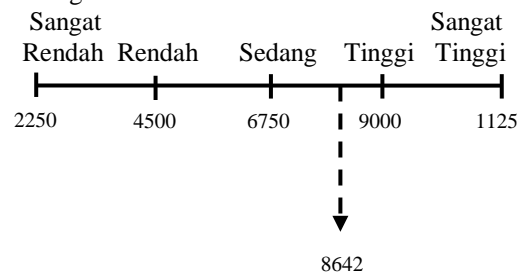 Sangat Sangat
Rendah Rendah Sedang Tinggi Tinggi
2250 4500 6750 9000 1125
8642